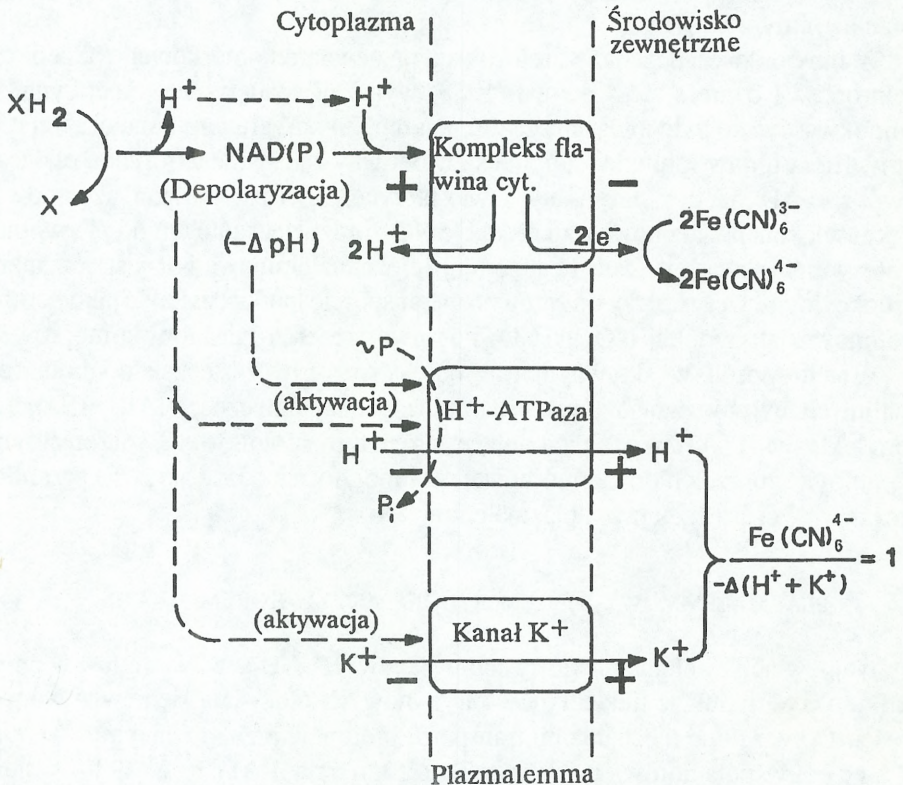 Cytoplazma
Środowisko
zewnętrzne
XH2
H+
H+
NAD(P)
Kompleks fla-
wina cyt.
X
(Depolaryzacja)
+
−
(−Δ pH)
2H+
2e−
2Fe(CN)6 3−
2Fe(CN)6 4−
~P
(aktywacja)
H+-ATPaza
H+
H+
−
+
Pi
Fe(CN)6 4−
−Δ(H+ + K+)
= 1
(aktywacja)
Kanał K+
K+
K+
−
+
Plazmalemma